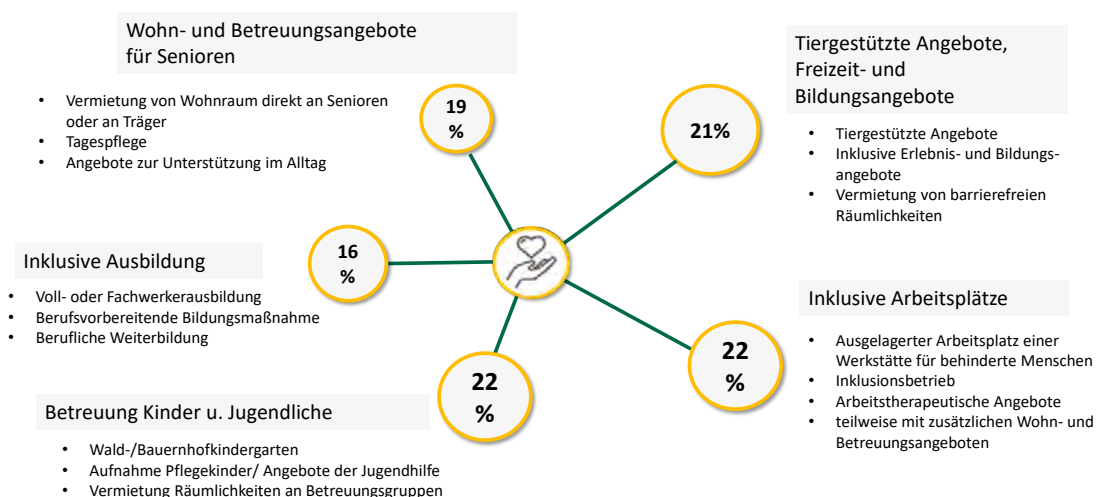 Wohn- und Betreuungsangebote
für Senioren
• Vermietung von Wohnraum direkt an Senioren
oder an Träger
• Tagespflege
• Angebote zur Unterstützung im Alltag
19
%
21%
Tiergestützte Angebote,
Freizeit- und
Bildungsangebote
• Tiergestützte Angebote
• Inklusive Erlebnis- und Bildungs-
angebote
• Vermietung von barrierefreien
Räumlichkeiten
Inklusive Ausbildung
• Voll- oder Fachwerkerausbildung
• Berufsvorbereitende Bildungsmaßnahme
• Berufliche Weiterbildung
16
%
Inklusive Arbeitsplätze
• Ausgelagerter Arbeitsplatz einer
Werkstätte für behinderte Menschen
• Inklusionsbetrieb
• Arbeitstherapeutische Angebote
• teilweise mit zusätzlichen Wohn- und
Betreuungsangeboten
22
%
22
%
Betreuung Kinder u. Jugendliche
• Wald-/Bauernhofkindergarten
• Aufnahme Pflegekinder/ Angebote der Jugendhilfe
• Vermietung Räumlichkeiten an Betreuungsgruppen